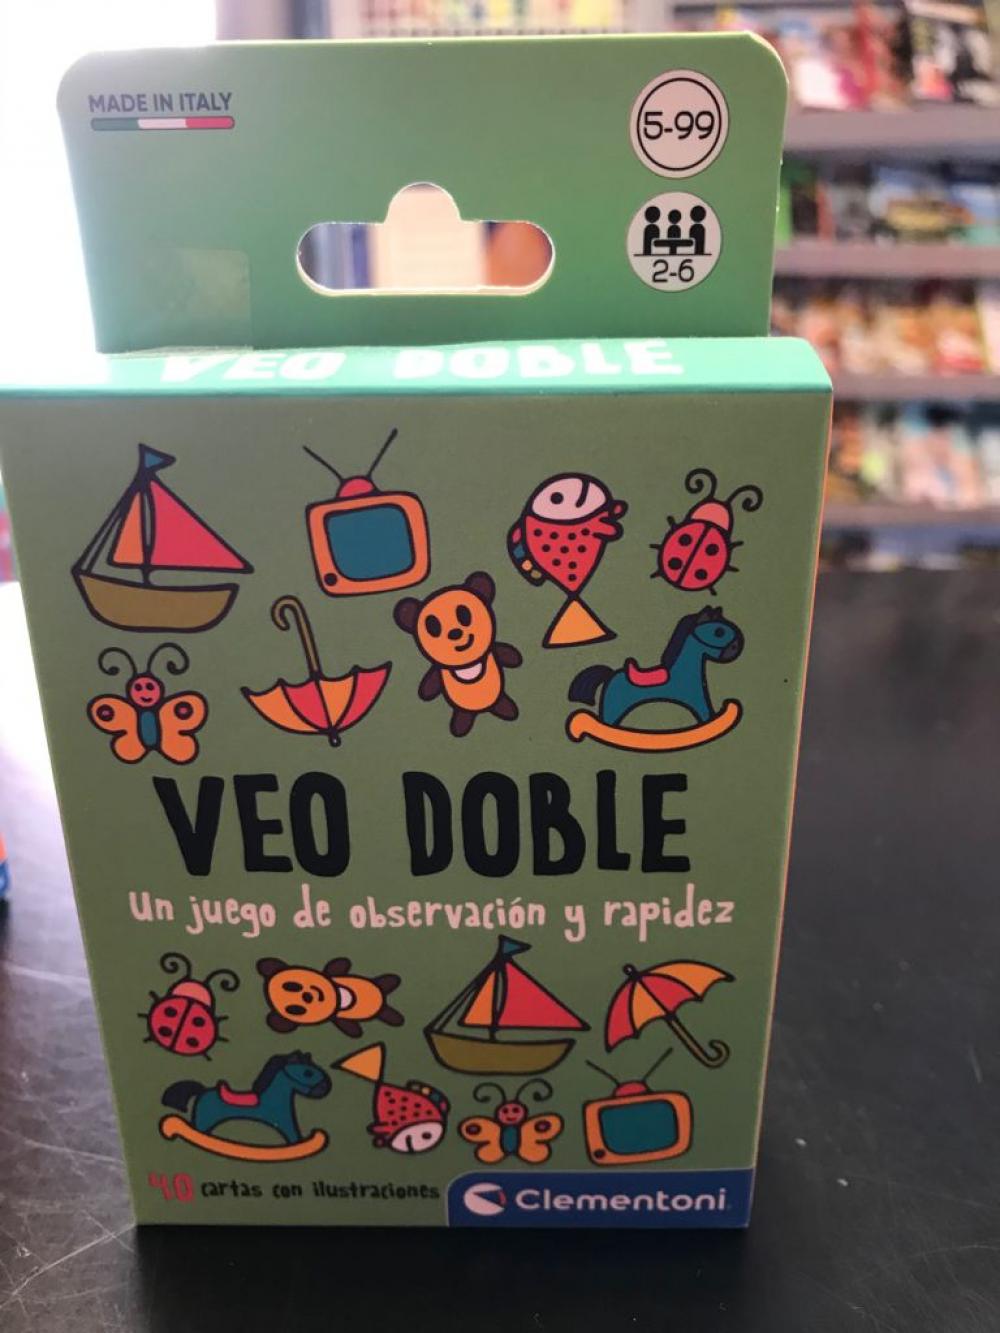 MADE IN ITALY
5-99
2-6
VEO DOBLE
VEO DOBLE
un juego de observación y rapidez
40 cartas con ilustraciones
Clementoni